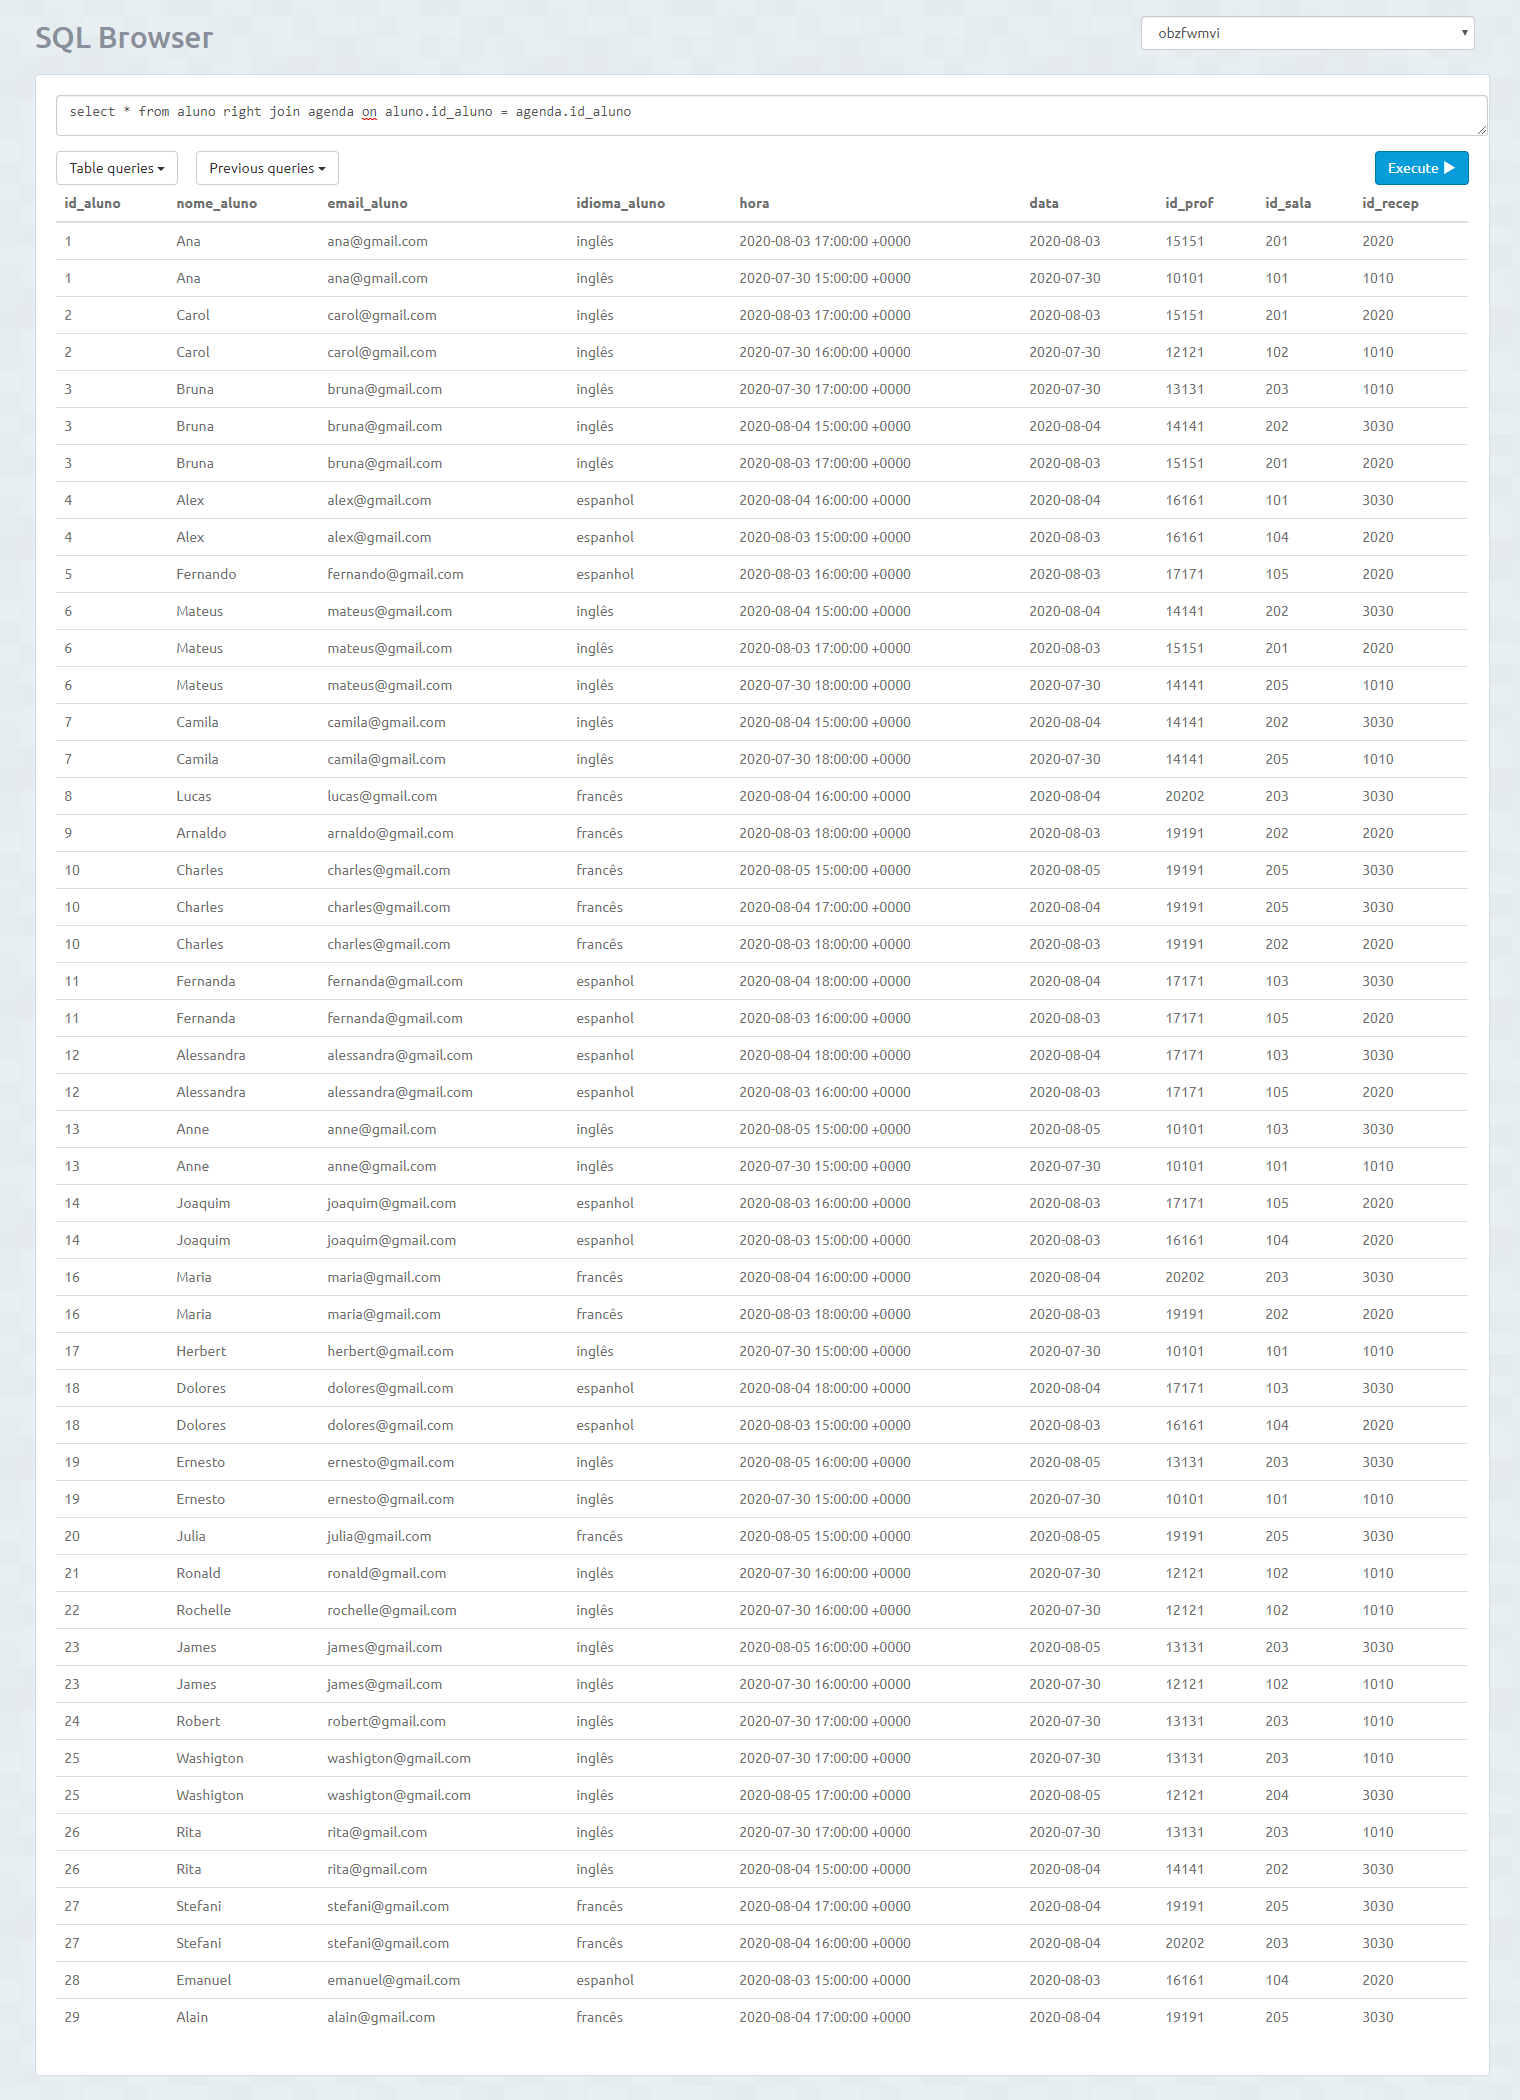 SQL Browser
obzfwmvi
select * from aluno right join agenda on aluno.id_aluno = agenda.id_aluno
Table queries Previous queries Execute
id_aluno nome_aluno email_aluno idioma_aluno hora data id_prof id_sala id_recep
1 Ana ana@gmail.com inglês 2020-08-03 17:00:00 +0000 2020-08-03 15151 201 2020
1 Ana ana@gmail.com inglês 2020-07-30 15:00:00 +0000 2020-07-30 10101 101 1010
2 Carol carol@gmail.com inglês 2020-08-03 17:00:00 +0000 2020-08-03 15151 201 2020
2 Carol carol@gmail.com inglês 2020-07-30 16:00:00 +0000 2020-07-30 12121 102 1010
3 Bruna bruna@gmail.com inglês 2020-07-30 17:00:00 +0000 2020-07-30 13131 203 1010
3 Bruna bruna@gmail.com inglês 2020-08-04 15:00:00 +0000 2020-08-04 14141 202 3030
3 Bruna bruna@gmail.com inglês 2020-08-03 17:00:00 +0000 2020-08-03 15151 201 2020
4 Alex alex@gmail.com espanhol 2020-08-04 16:00:00 +0000 2020-08-04 16161 101 3030
4 Alex alex@gmail.com espanhol 2020-08-03 15:00:00 +0000 2020-08-03 16161 104 2020
5 Fernando fernando@gmail.com espanhol 2020-08-03 16:00:00 +0000 2020-08-03 17171 105 2020
6 Mateus mateus@gmail.com inglês 2020-08-04 15:00:00 +0000 2020-08-04 14141 202 3030
6 Mateus mateus@gmail.com inglês 2020-08-03 17:00:00 +0000 2020-08-03 15151 201 2020
6 Mateus mateus@gmail.com inglês 2020-07-30 18:00:00 +0000 2020-07-30 14141 205 1010
7 Camila camila@gmail.com inglês 2020-08-04 15:00:00 +0000 2020-08-04 14141 202 3030
7 Camila camila@gmail.com inglês 2020-07-30 18:00:00 +0000 2020-07-30 14141 205 1010
8 Lucas lucas@gmail.com francês 2020-08-04 16:00:00 +0000 2020-08-04 20202 203 3030
9 Arnaldo arnaldo@gmail.com francês 2020-08-03 18:00:00 +0000 2020-08-03 19191 202 2020
10 Charles charles@gmail.com francês 2020-08-05 15:00:00 +0000 2020-08-05 19191 205 3030
10 Charles charles@gmail.com francês 2020-08-04 17:00:00 +0000 2020-08-04 19191 205 3030
10 Charles charles@gmail.com francês 2020-08-03 18:00:00 +0000 2020-08-03 19191 202 2020
11 Fernanda fernanda@gmail.com espanhol 2020-08-04 18:00:00 +0000 2020-08-04 17171 103 3030
11 Fernanda fernanda@gmail.com espanhol 2020-08-03 16:00:00 +0000 2020-08-03 17171 105 2020
12 Alessandra alessandra@gmail.com espanhol 2020-08-04 18:00:00 +0000 2020-08-04 17171 103 3030
12 Alessandra alessandra@gmail.com espanhol 2020-08-03 16:00:00 +0000 2020-08-03 17171 105 2020
13 Anne anne@gmail.com inglês 2020-08-05 15:00:00 +0000 2020-08-05 10101 103 3030
13 Anne anne@gmail.com inglês 2020-07-30 15:00:00 +0000 2020-07-30 10101 101 1010
14 Joaquim joaquim@gmail.com espanhol 2020-08-03 16:00:00 +0000 2020-08-03 17171 105 2020
14 Joaquim joaquim@gmail.com espanhol 2020-08-03 15:00:00 +0000 2020-08-03 16161 104 2020
16 Maria maria@gmail.com francês 2020-08-04 16:00:00 +0000 2020-08-04 20202 203 3030
16 Maria maria@gmail.com francês 2020-08-03 18:00:00 +0000 2020-08-03 19191 202 2020
17 Herbert herbert@gmail.com inglês 2020-07-30 15:00:00 +0000 2020-07-30 10101 101 1010
18 Dolores dolores@gmail.com espanhol 2020-08-04 18:00:00 +0000 2020-08-04 17171 103 3030
18 Dolores dolores@gmail.com espanhol 2020-08-03 15:00:00 +0000 2020-08-03 16161 104 2020
19 Ernesto ernesto@gmail.com inglês 2020-08-05 16:00:00 +0000 2020-08-05 13131 203 3030
19 Ernesto ernesto@gmail.com inglês 2020-07-30 15:00:00 +0000 2020-07-30 10101 101 1010
20 Julia julia@gmail.com francês 2020-08-05 15:00:00 +0000 2020-08-05 19191 205 3030
21 Ronald ronald@gmail.com inglês 2020-07-30 16:00:00 +0000 2020-07-30 12121 102 1010
22 Rochelle rochelle@gmail.com inglês 2020-07-30 16:00:00 +0000 2020-07-30 12121 102 1010
23 James james@gmail.com inglês 2020-08-05 16:00:00 +0000 2020-08-05 13131 203 3030
23 James james@gmail.com inglês 2020-07-30 16:00:00 +0000 2020-07-30 12121 102 1010
24 Robert robert@gmail.com inglês 2020-07-30 17:00:00 +0000 2020-07-30 13131 203 1010
25 Washigton washigton@gmail.com inglês 2020-07-30 17:00:00 +0000 2020-07-30 13131 203 1010
25 Washigton washigton@gmail.com inglês 2020-08-05 17:00:00 +0000 2020-08-05 12121 204 3030
26 Rita rita@gmail.com inglês 2020-07-30 17:00:00 +0000 2020-07-30 13131 203 1010
26 Rita rita@gmail.com inglês 2020-08-04 15:00:00 +0000 2020-08-04 14141 202 3030
27 Stefani stefani@gmail.com francês 2020-08-04 17:00:00 +0000 2020-08-04 19191 205 3030
27 Stefani stefani@gmail.com francês 2020-08-04 16:00:00 +0000 2020-08-04 20202 203 3030
28 Emanuel emanuel@gmail.com espanhol 2020-08-03 15:00:00 +0000 2020-08-03 16161 104 2020
29 Alain alain@gmail.com francês 2020-08-04 17:00:00 +0000 2020-08-04 19191 205 3030